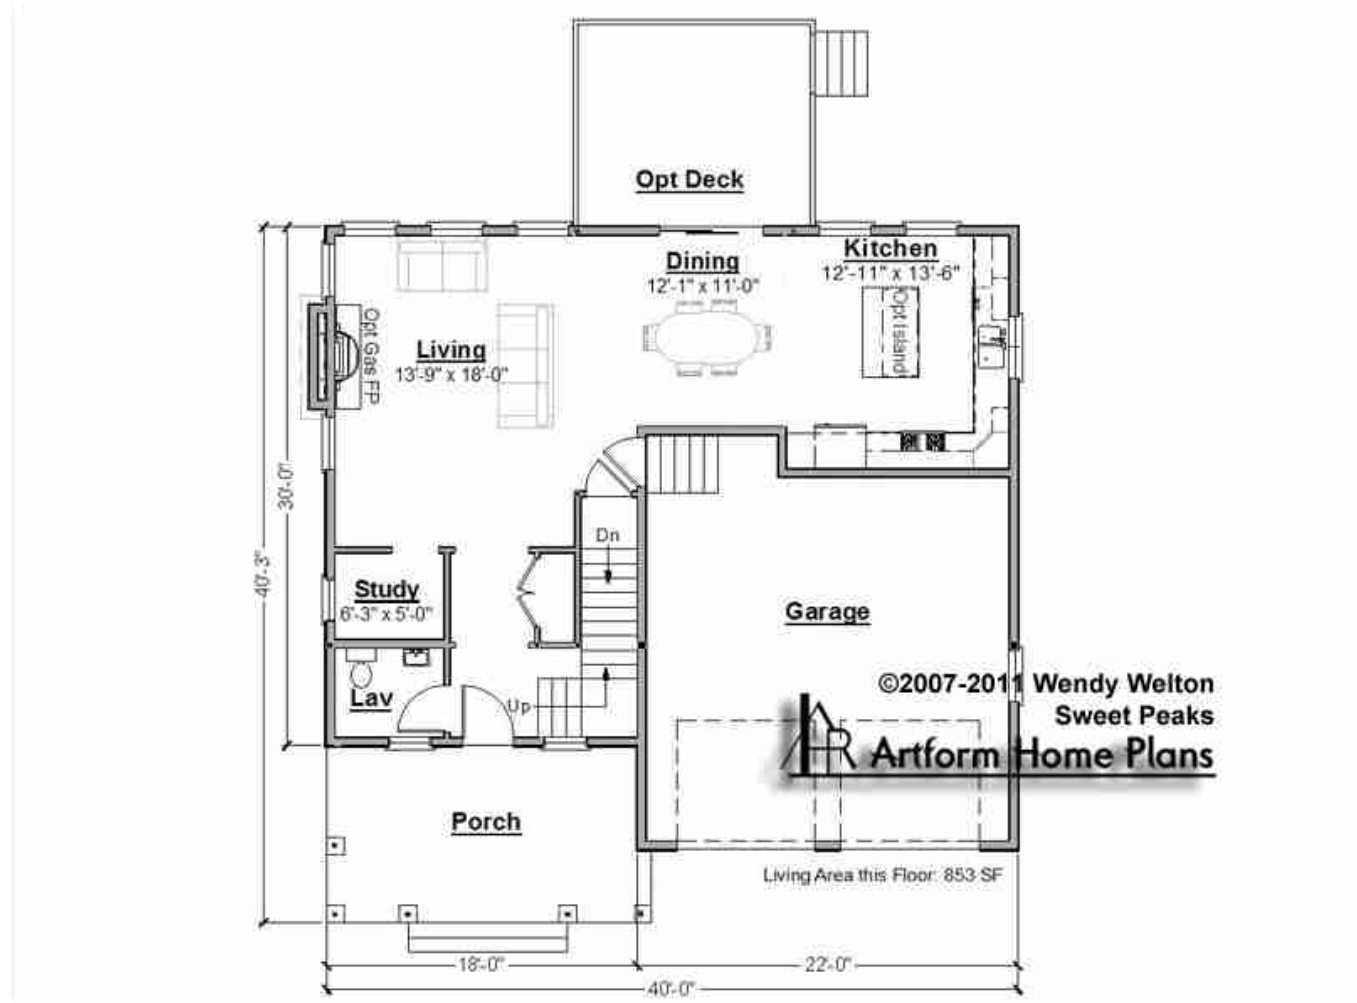 Opt Deck
Dining
12'-1" x 11'-0"
Kitchen
12'-11" x 13'-6"
Opt Island
Opt Gas FP
Living
13'-9" x 18'-0"
30'-0"
40'-3"
Dn
Study
6'-3" x 5'-0"
Garage
Lav
Up
©2007-2011 Wendy Welton
Sweet Peaks
Artform Home Plans
Porch
Living Area this Floor: 853 SF
18'-0"
22'-0"
40'-0"